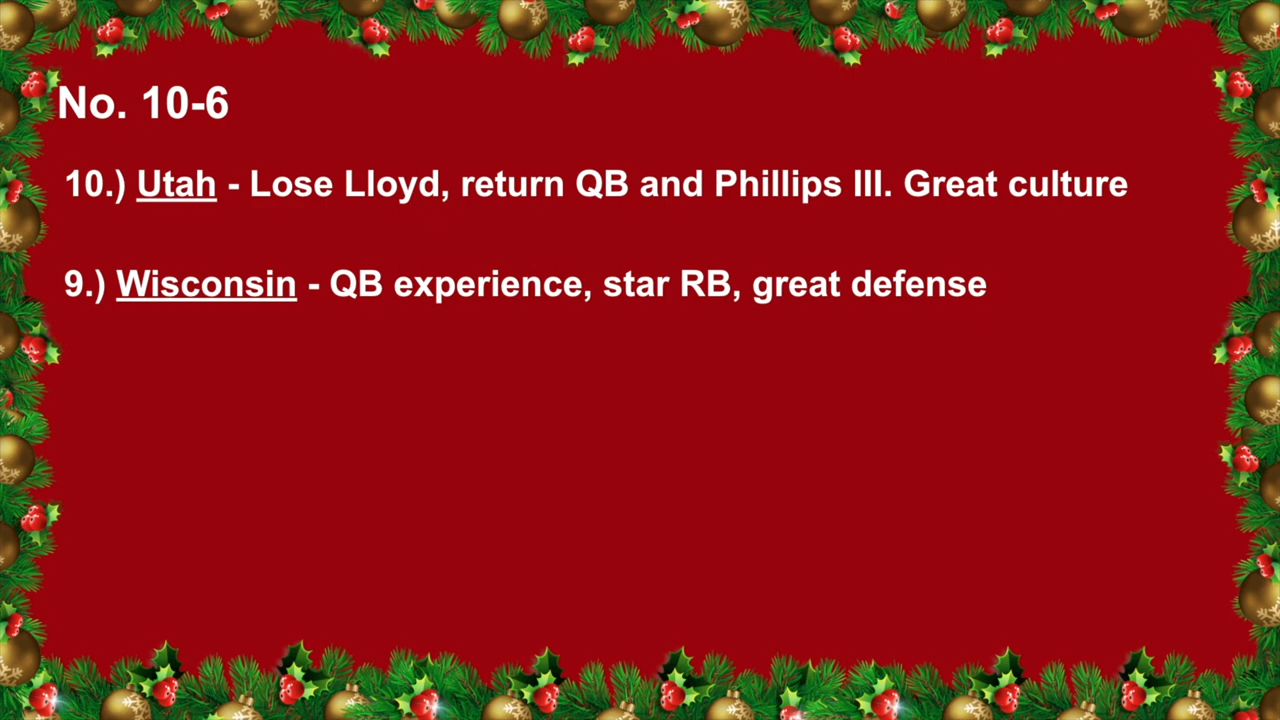 No. 10-6
10.) Utah - Lose Lloyd, return QB and Phillips III. Great culture
9.) Wisconsin - QB experience, star RB, great defense